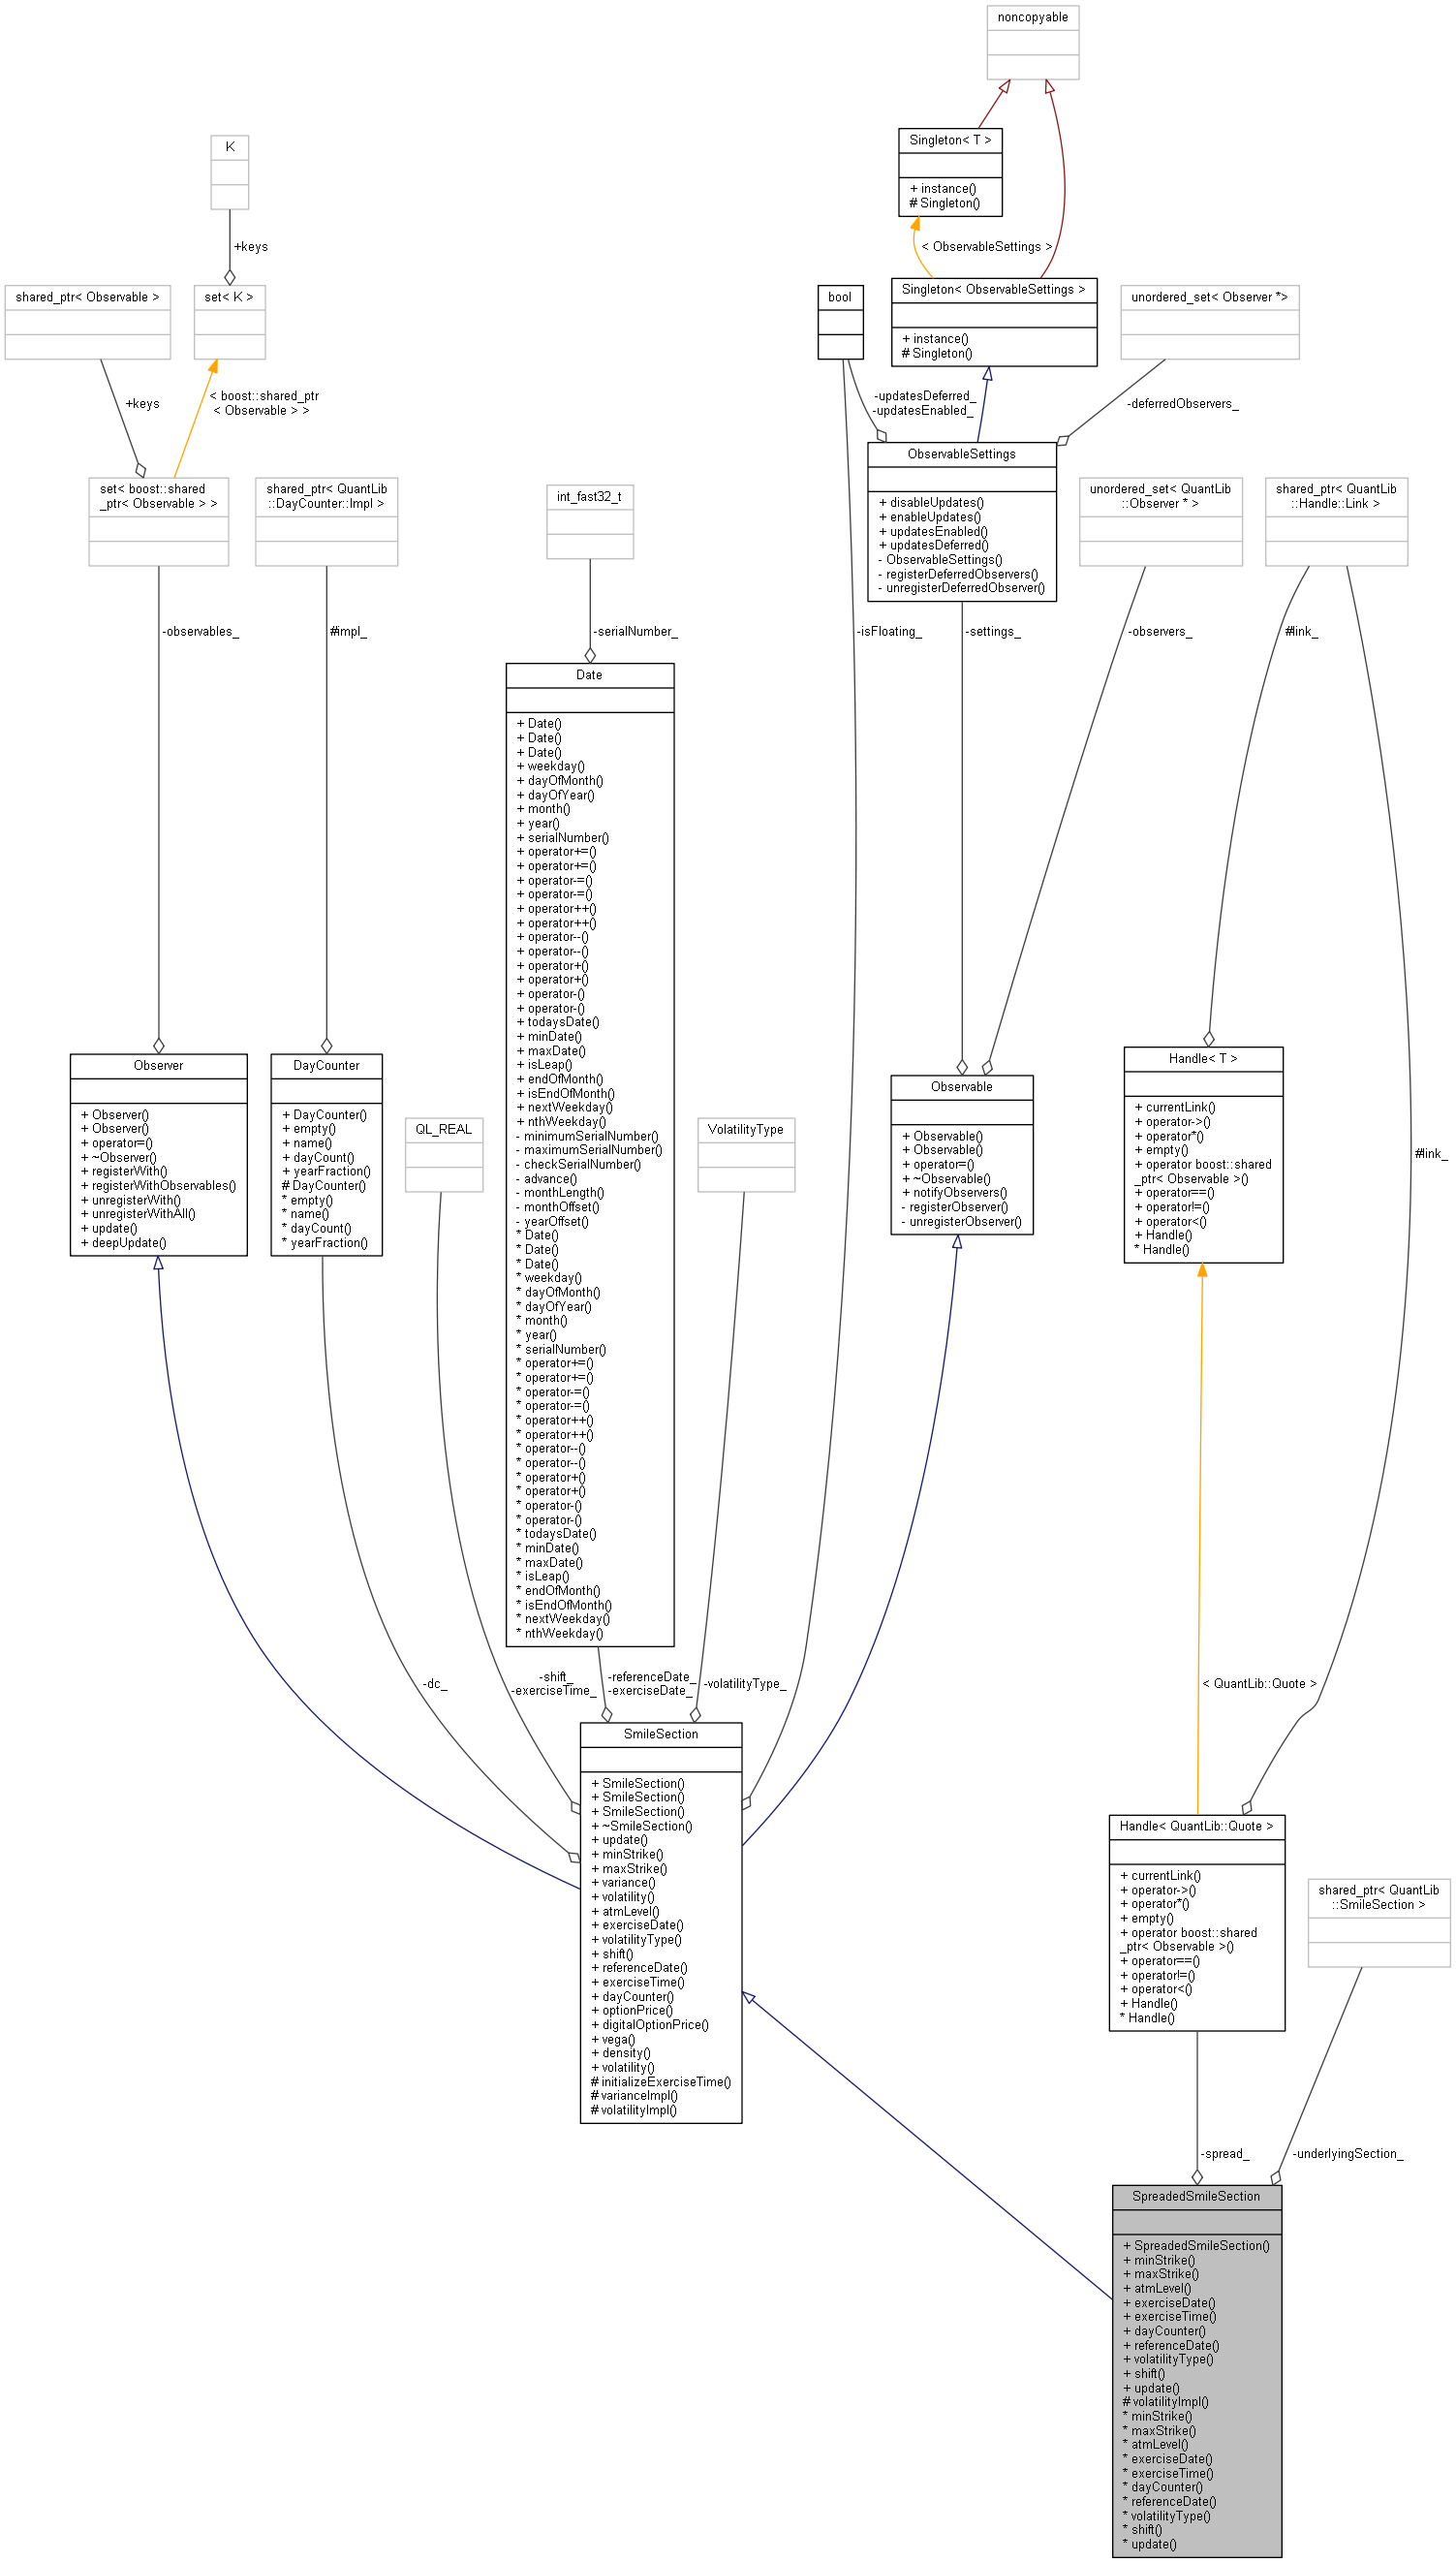 noncopyable
Singleton< T >
+ instance()
# Singleton()
K
+keys
< ObservableSettings >
shared_ptr< Observable >
set< K >
bool
Singleton< ObservableSettings >
+ instance()
# Singleton()
unordered_set< Observer *>
+keys
< boost::shared_ptr
< Observable > >
-updatesDeferred_
-updatesEnabled_
-deferredObservers_
set< boost::shared
_ptr< Observable > >
shared_ptr< QuantLib
::DayCounter::Impl >
int_fast32_t
ObservableSettings
+ disableUpdates()
+ enableUpdates()
+ updatesEnabled()
+ updatesDeferred()
- ObservableSettings()
- registerDeferredObservers()
- unregisterDeferredObserver()
unordered_set< QuantLib
::Observer * >
shared_ptr< QuantLib
::Handle::Link >
-observables_
#impl_
-serialNumber_
-isFloating_
-settings_
-observers_
#link_
Date
+ Date()
+ Date()
+ Date()
+ weekday()
+ dayOfMonth()
+ dayOfYear()
+ month()
+ year()
+ serialNumber()
+ operator+=()
+ operator+=()
+ operator-=()
+ operator-=()
+ operator++()
+ operator++()
+ operator--()
+ operator--()
+ operator+()
+ operator+()
+ operator-()
+ operator-()
+ todaysDate()
+ minDate()
+ maxDate()
+ isLeap()
+ endOfMonth()
+ isEndOfMonth()
+ nextWeekday()
+ nthWeekday()
- minimumSerialNumber()
- maximumSerialNumber()
- checkSerialNumber()
- advance()
- monthLength()
- monthOffset()
- yearOffset()
* Date()
* Date()
* Date()
* weekday()
* dayOfMonth()
* dayOfYear()
* month()
* year()
* serialNumber()
* operator+=()
* operator+=()
* operator-=()
* operator-=()
* operator++()
* operator++()
* operator--()
* operator--()
* operator+()
* operator+()
* operator-()
* operator-()
* todaysDate()
* minDate()
* maxDate()
* isLeap()
* endOfMonth()
* isEndOfMonth()
* nextWeekday()
* nthWeekday()
Observer
+ Observer()
+ Observer()
+ operator=()
+ ~Observer()
+ registerWith()
+ registerWithObservables()
+ unregisterWith()
+ unregisterWithAll()
+ update()
+ deepUpdate()
DayCounter
+ DayCounter()
+ empty()
+ name()
+ dayCount()
+ yearFraction()
# DayCounter()
* empty()
* name()
* dayCount()
* yearFraction()
QL_REAL
VolatilityType
Observable
+ Observable()
+ Observable()
+ operator=()
+ ~Observable()
+ notifyObservers()
- registerObserver()
- unregisterObserver()
Handle< T >
+ currentLink()
+ operator->()
+ operator*()
+ empty()
+ operator boost::shared
_ptr< Observable >()
+ operator==()
+ operator!=()
+ operator<()
+ Handle()
* Handle()
#link_
-dc_
-shift_
-exerciseTime_
-referenceDate_
-exerciseDate_
-volatilityType_
< QuantLib::Quote >
SmileSection
+ SmileSection()
+ SmileSection()
+ SmileSection()
+ ~SmileSection()
+ update()
+ minStrike()
+ maxStrike()
+ variance()
+ volatility()
+ atmLevel()
+ exerciseDate()
+ volatilityType()
+ shift()
+ referenceDate()
+ exerciseTime()
+ dayCounter()
+ optionPrice()
+ digitalOptionPrice()
+ vega()
+ density()
+ volatility()
# initializeExerciseTime()
# varianceImpl()
# volatilityImpl()
Handle< QuantLib::Quote >
+ currentLink()
+ operator->()
+ operator*()
+ empty()
+ operator boost::shared
_ptr< Observable >()
+ operator==()
+ operator!=()
+ operator<()
+ Handle()
* Handle()
shared_ptr< QuantLib
::SmileSection >
-spread_
-underlyingSection_
SpreadedSmileSection
+ SpreadedSmileSection()
+ minStrike()
+ maxStrike()
+ atmLevel()
+ exerciseDate()
+ exerciseTime()
+ dayCounter()
+ referenceDate()
+ volatilityType()
+ shift()
+ update()
# volatilityImpl()
* minStrike()
* maxStrike()
* atmLevel()
* exerciseDate()
* exerciseTime()
* dayCounter()
* referenceDate()
* volatilityType()
* shift()
* update()